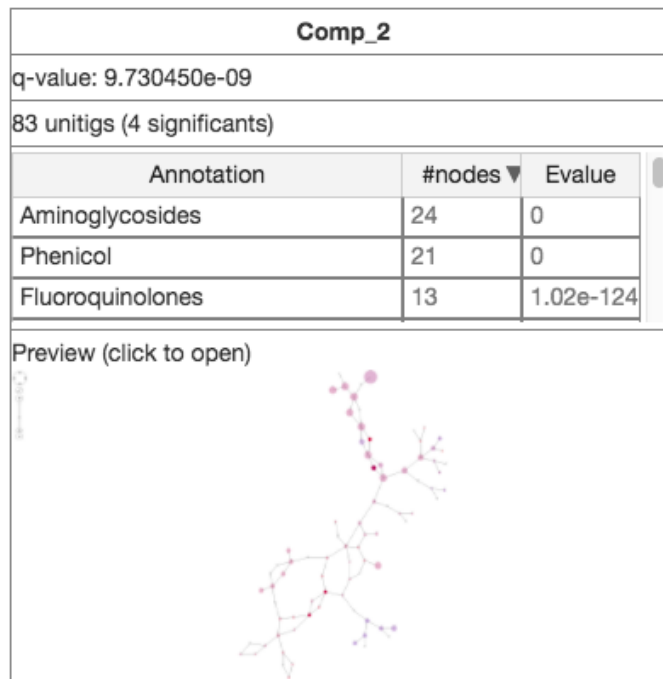 Comp_2
q-value: 9.730450e-09
83 unitigs (4 significants)
Annotation #nodes ▼ Evalue
Aminoglycosides 24 0
Phenicol 21 0
Fluoroquinolones 13 1.02e-124
Preview (click to open)